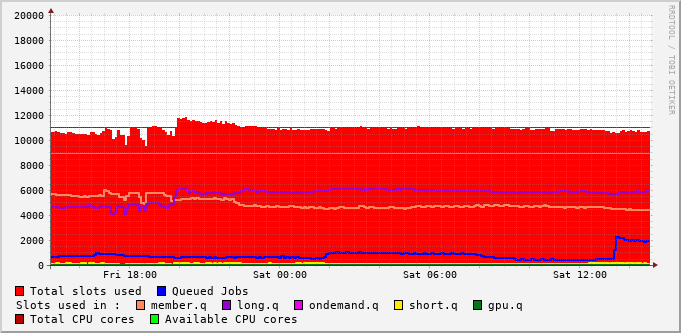 20000
18000
16000
14000
12000
10000
8000
6000
4000
2000
0
Fri 18:00 Sat 00:00 Sat 06:00 Sat 12:00
RRDTOOL / TOBI OETIKER
Total slots used Queued Jobs
Slots used in : member.q long.q ondemand.q short.q gpu.q
Total CPU cores Available CPU cores